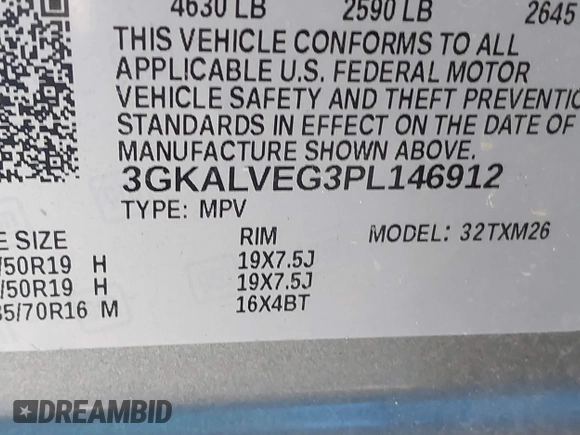 4630 LB 2590 LB 2645
THIS VEHICLE CONFORMS TO ALL
APPLICABLE U.S. FEDERAL MOTOR
VEHICLE SAFETY AND THEFT PREVENTIO
STANDARDS IN EFFECT ON THE DATE OF
MANUFACTURE SHOWN ABOVE.
3GKALVEG3PL146912
TYPE: MPV MODEL: 32TXM26
E SIZE RIM
/50R19 H 19X7.5J
/50R19 H 19X7.5J
35/70R16 M 16X4BT
DREAMBID